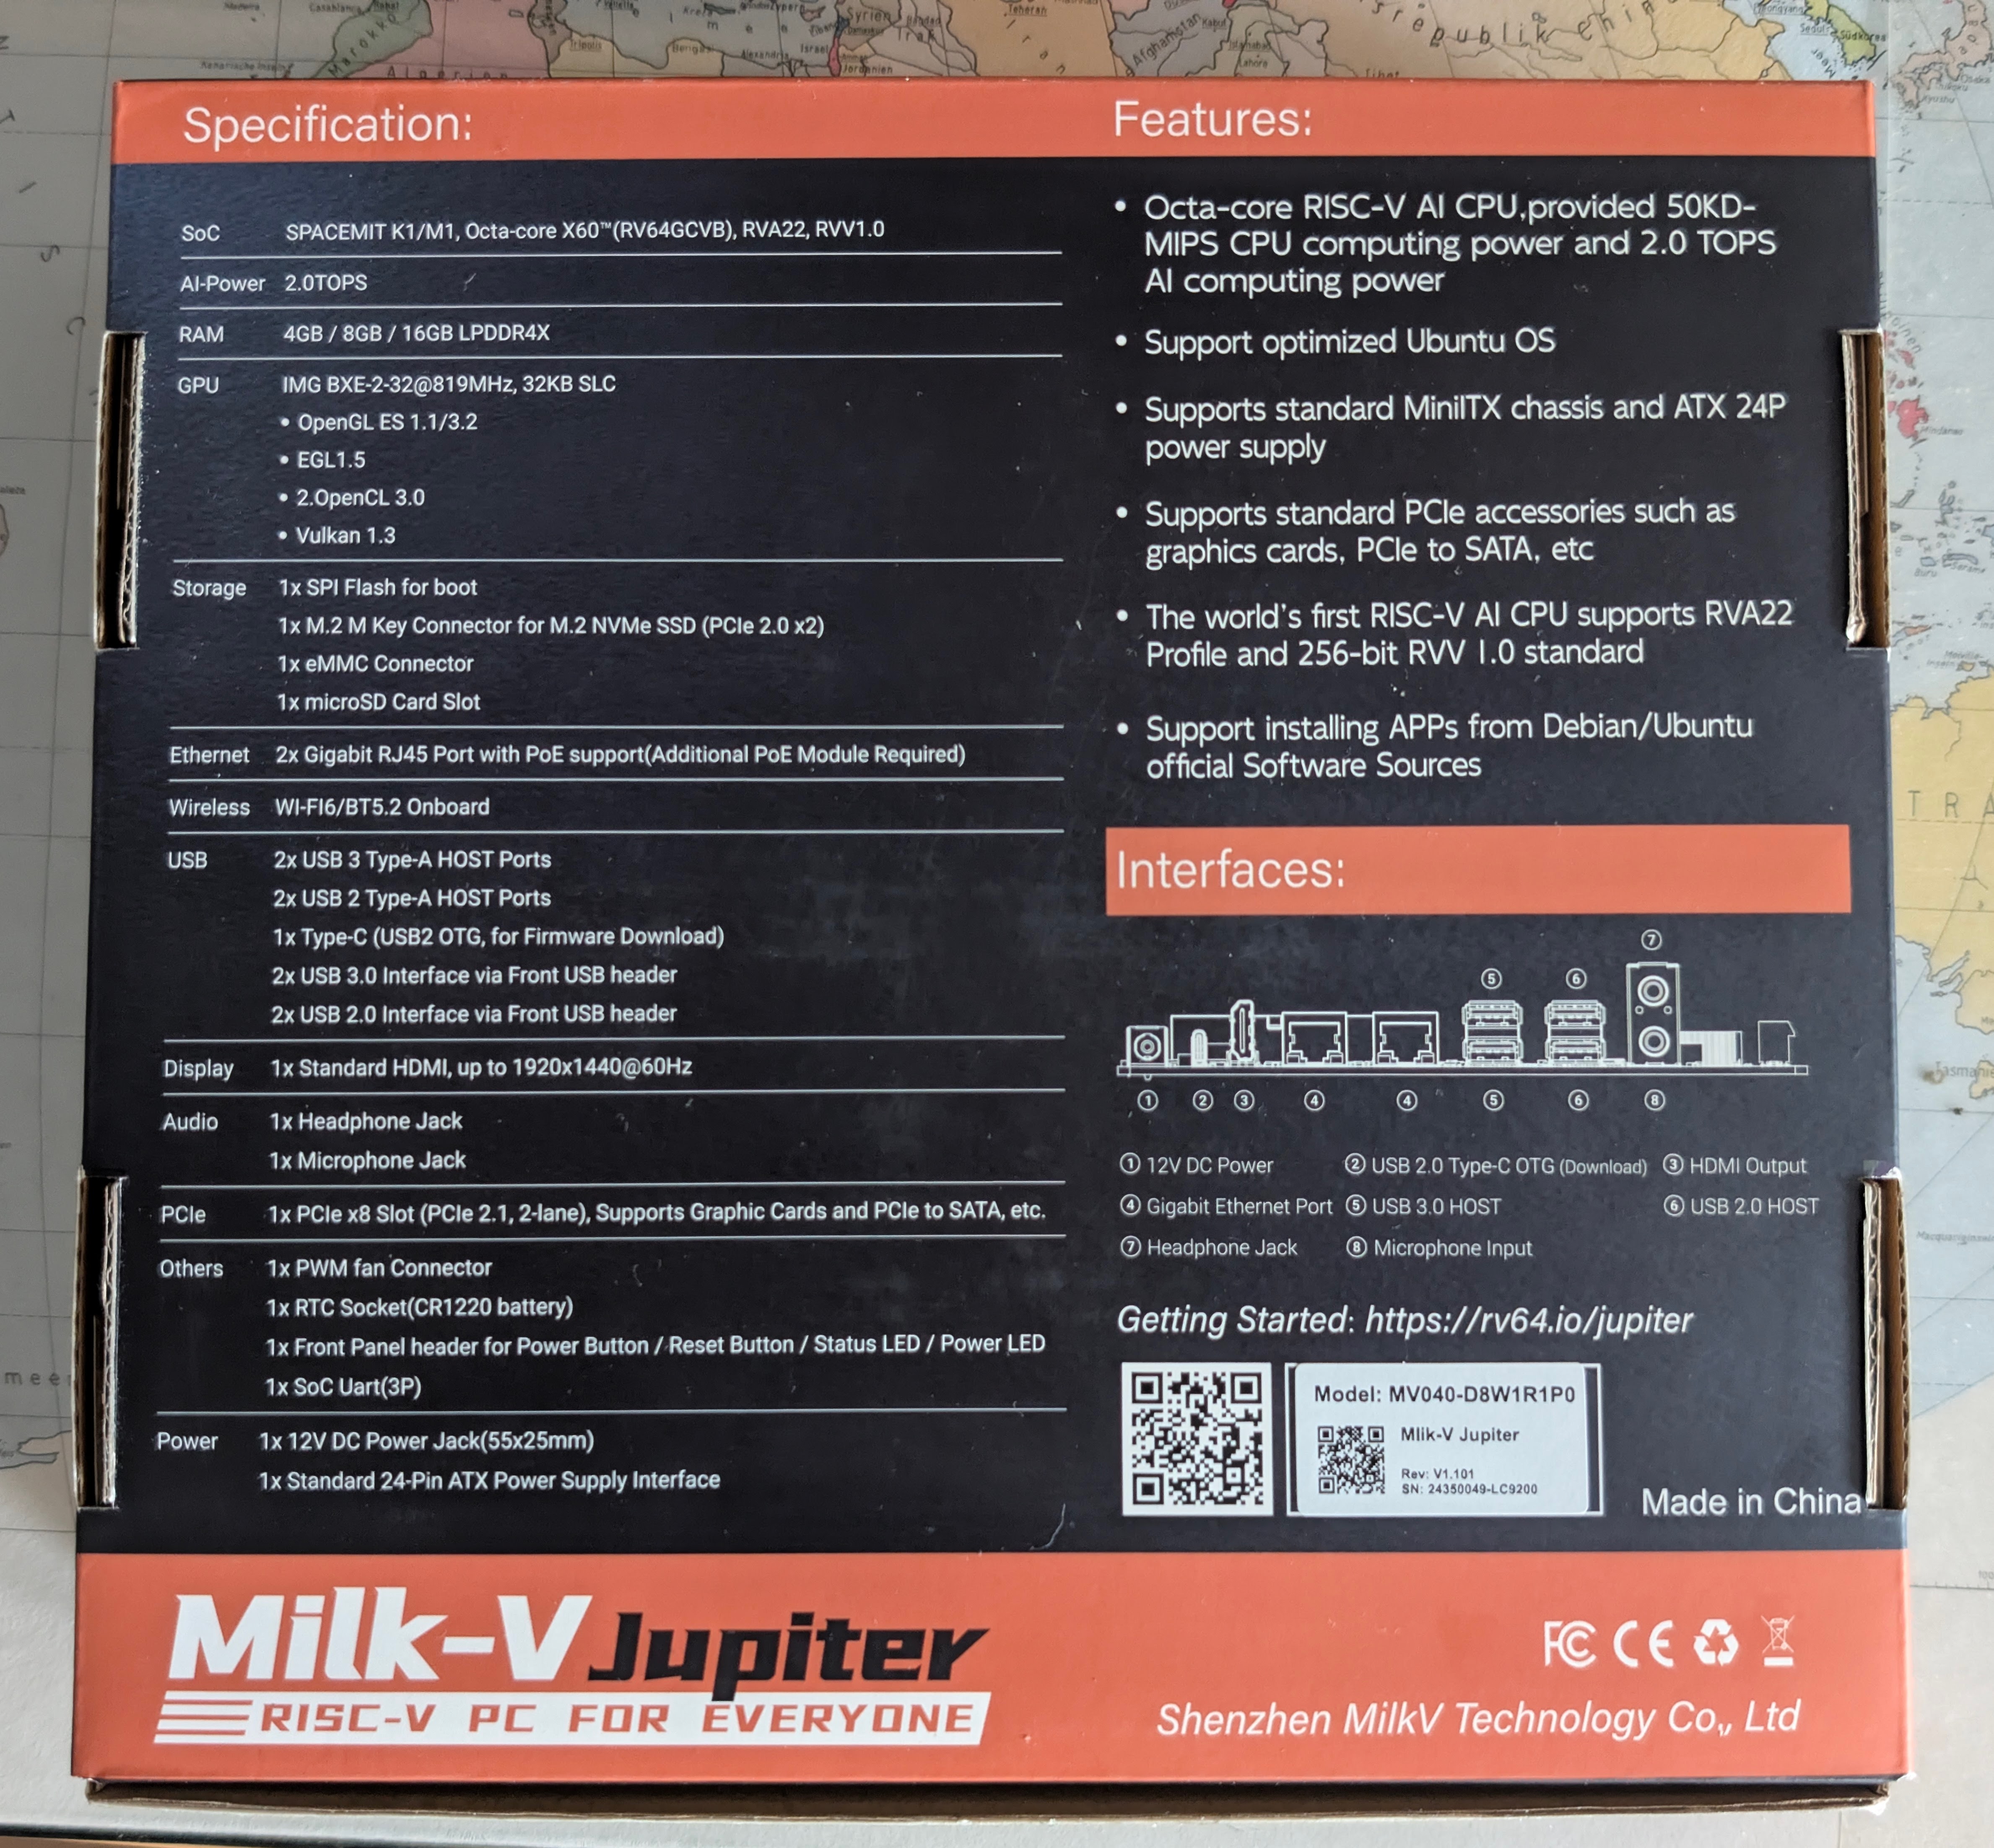 Specification:
SoC SPACEMIT K1/M1, Octa-core X60™(RV64GCVB), RVA22, RVV1.0
AI-Power 2.0TOPS
RAM 4GB / 8GB / 16GB LPDDR4X
GPU IMG BXE-2-32@819MHz, 32KB SLC
• OpenGL ES 1.1/3.2
• EGL1.5
• 2.OpenCL 3.0
• Vulkan 1.3
Storage 1x SPI Flash for boot
1x M.2 M Key Connector for M.2 NVMe SSD (PCIe 2.0 x2)
1x eMMC Connector
1x microSD Card Slot
Ethernet 2x Gigabit RJ45 Port with PoE support(Additional PoE Module Required)
Wireless WI-FI6/BT5.2 Onboard
USB 2x USB 3 Type-A HOST Ports
2x USB 2 Type-A HOST Ports
1x Type-C (USB2 OTG, for Firmware Download)
2x USB 3.0 Interface via Front USB header
2x USB 2.0 Interface via Front USB header
Display 1x Standard HDMI, up to 1920x1440@60Hz
Audio 1x Headphone Jack
1x Microphone Jack
PCIe 1x PCIe x8 Slot (PCIe 2.1, 2-lane), Supports Graphic Cards and PCIe to SATA, etc.
Others 1x PWM fan Connector
1x RTC Socket(CR1220 battery)
1x Front Panel header for Power Button / Reset Button / Status LED / Power LED
1x SoC Uart(3P)
Power 1x 12V DC Power Jack(55x25mm)
1x Standard 24-Pin ATX Power Supply Interface
Features:
• Octa-core RISC-V AI CPU,provided 50KD-
MIPS CPU computing power and 2.0 TOPS
AI computing power
• Support optimized Ubuntu OS
• Supports standard MiniITX chassis and ATX 24P
power supply
• Supports standard PCIe accessories such as
graphics cards, PCIe to SATA, etc
• The world's first RISC-V AI CPU supports RVA22
Profile and 256-bit RVV 1.0 standard
• Support installing APPs from Debian/Ubuntu
official Software Sources
Interfaces:
⑦
⑤ ⑥
① ② ③ ④ ④ ⑤ ⑥ ⑧
① 12V DC Power ② USB 2.0 Type-C OTG (Download) ③ HDMI Output
④ Gigabit Ethernet Port ⑤ USB 3.0 HOST ⑥ USB 2.0 HOST
⑦ Headphone Jack ⑧ Microphone Input
Getting Started: https://rv64.io/jupiter
Model: MV040-D8W1R1P0
Mlik-V Jupiter
Rev: V1.101
SN: 24350049-LC9200
Made in China
Milk-V Jupiter
RISC-V PC FOR EVERYONE
FC CE
Shenzhen MilkV Technology Co,, Ltd
Marokko
Tripolis
Israel
Jordanien
Syrien
Irak
Teheran
Iran
Afghanistan
Kabul
Lahore
Tibet
Republik China
Südkorea
Seoul
TRA